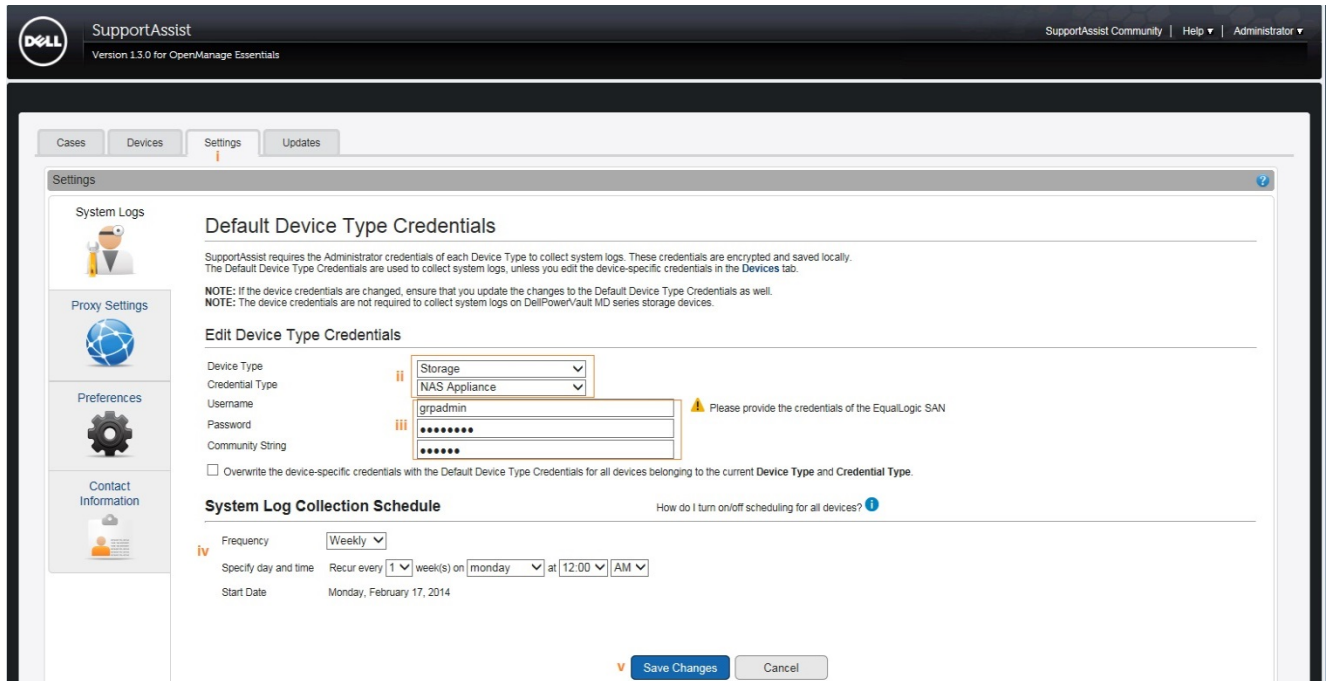 DELL
SupportAssist
Version 1.3.0 for OpenManage Essentials
SupportAssist Community | Help ▾ | Administrator ▾
Cases Devices Settings Updates
i
Settings ?
System Logs
Proxy Settings
Preferences
Contact
Information
Default Device Type Credentials
SupportAssist requires the Administrator credentials of each Device Type to collect system logs. These credentials are encrypted and saved locally.
The Default Device Type Credentials are used to collect system logs, unless you edit the device-specific credentials in the Devices tab.
NOTE: If the device credentials are changed, ensure that you update the changes to the Default Device Type Credentials as well.
NOTE: The device credentials are not required to collect system logs on DellPowerVault MD series storage devices.
Edit Device Type Credentials
Device Type Storage
ii
Credential Type NAS Appliance
Username grpadmin Please provide the credentials of the EqualLogic SAN
Password iii ●●●●●●●●
Community String ●●●●●●
Overwrite the device-specific credentials with the Default Device Type Credentials for all devices belonging to the current Device Type and Credential Type.
System Log Collection Schedule How do I turn on/off scheduling for all devices? i
Frequency Weekly
iv
Specify day and time Recur every 1 week(s) on monday at 12:00 AM
Start Date Monday, February 17, 2014
v Save Changes Cancel